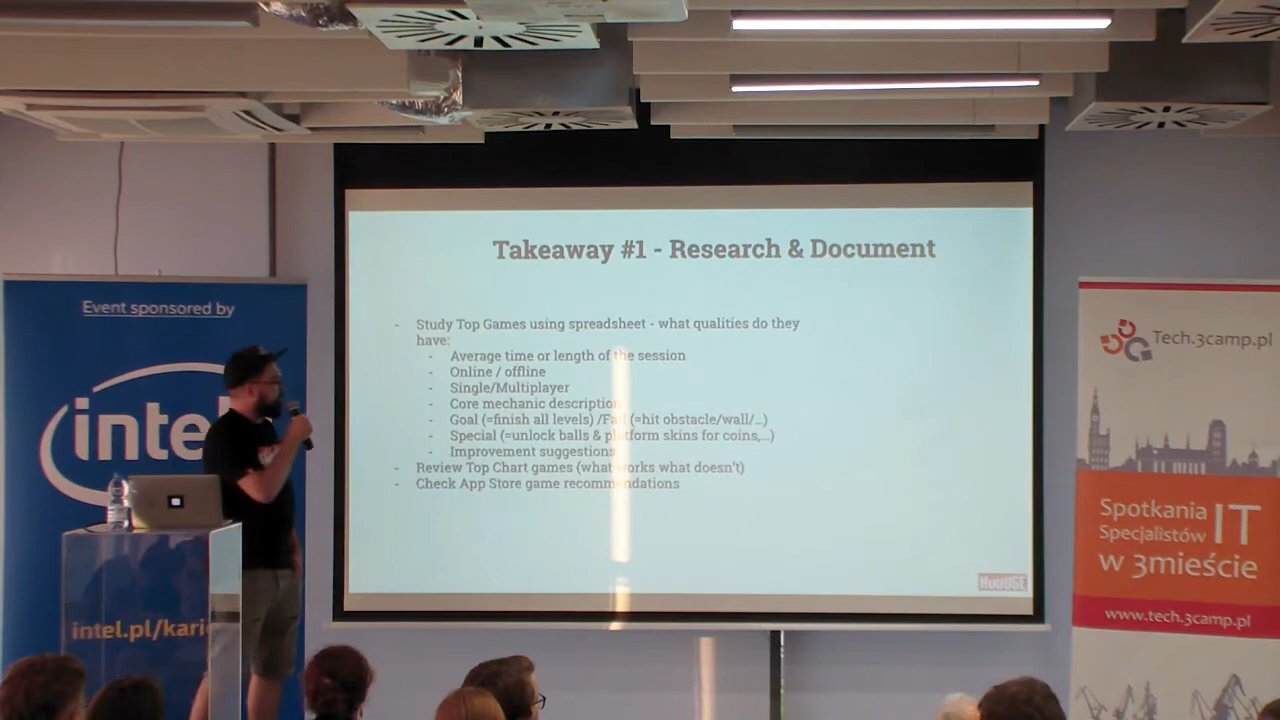 Takeaway #1 - Research & Document
- Study Top Games using spreadsheet - what qualities do they
have:
- Average time or length of the session
- Online / offline
- Single/Multiplayer
- Core mechanic description
- Goal (=finish all levels) /Fail (=hit obstacle/wall/...)
- Special (=unlock balls & platform skins for coins,...)
- Improvement suggestions
- Review Top Chart games (what works what doesn't)
- Check App Store game recommendations
Event sponsored by
inte
intel.pl/kari
Tech.3camp.pl
Spotkania
Specjalistów IT
w 3mieście
www.tech.3camp.pl